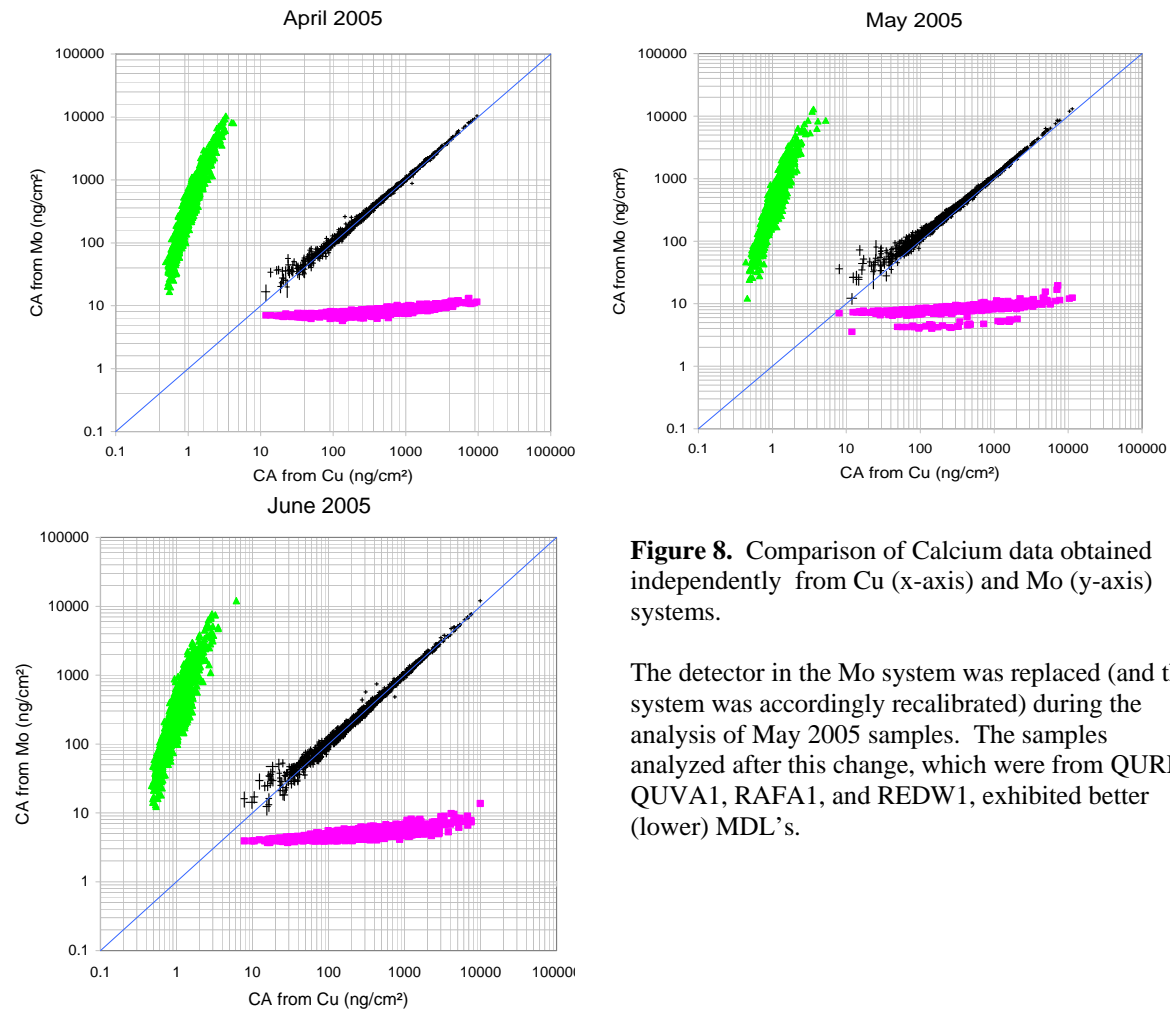 April 2005
100000
10000
1000
100
10
1
0.1
CA from Mo (ng/cm²)
0.1 1 10 100 1000 10000 100000
CA from Cu (ng/cm²)
May 2005
100000
10000
1000
100
10
1
0.1
CA from Mo (ng/cm²)
0.1 1 10 100 1000 10000 100000
CA from Cu (ng/cm²)
June 2005
100000
10000
1000
100
10
1
0.1
CA from Mo (ng/cm²)
0.1 1 10 100 1000 10000 100000
CA from Cu (ng/cm²)
Figure 8. Comparison of Calcium data obtained
independently from Cu (x-axis) and Mo (y-axis)
systems.
The detector in the Mo system was replaced (and
system was accordingly recalibrated) during the
analysis of May 2005 samples. The samples
analyzed after this change, which were from
QUVA1, RAFA1, and REDW1, exhibited better
(lower) MDL's.